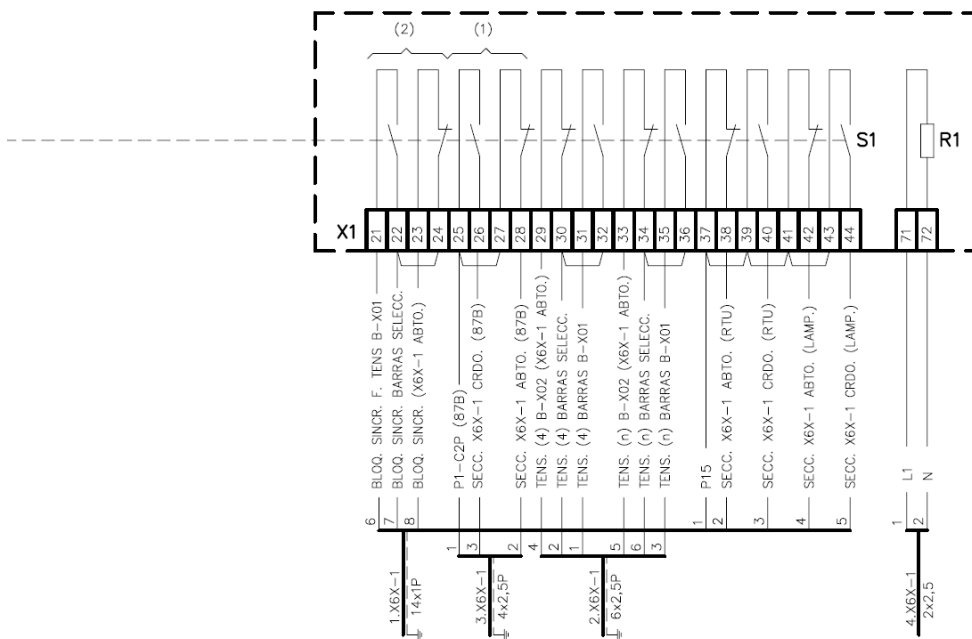 (2)
(1)
S1
R1
X1
21
22
23
24
25
26
27
28
29
30
31
32
33
34
35
36
37
38
39
40
41
42
43
44
71
72
BLOQ. SINCR. F. TENS B-X01
BLOQ. SINCR. BARRAS SELECC.
BLOQ. SINCR. (X6X-1 ABTO.)
P1-C2P (87B)
SECC. X6X-1 CRDO. (87B)
SECC. X6X-1 ABTO. (87B)
TENS. (4) B-X02 (X6X-1 ABTO.)
TENS. (4) BARRAS SELECC.
TENS. (4) BARRAS B-X01
TENS. (n) B-X02 (X6X-1 ABTO.)
TENS. (n) BARRAS SELECC.
TENS. (n) BARRAS B-X01
P15
SECC. X6X-1 ABTO. (RTU)
SECC. X6X-1 CRDO. (RTU)
SECC. X6X-1 ABTO. (LAMP.)
SECC. X6X-1 CRDO. (LAMP.)
L1
N
6
7
8
1
2
3
4
5
1
2
1
3
2
4
2
1
5
6
3
1.X6X-1
14x1P
3.X6X-1
4x2,5P
2.X6X-1
6x2,5P
4.X6X-1
2x2,5